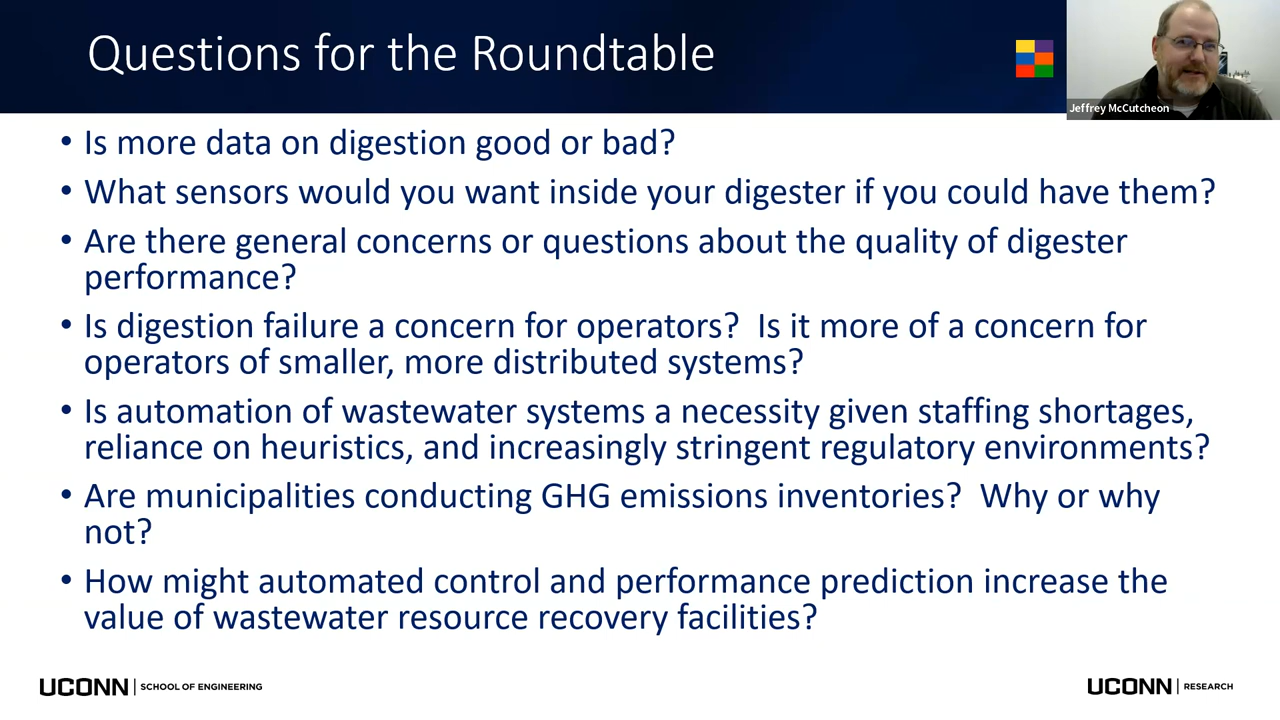 Questions for the Roundtable
Jeffrey McCutcheon
• Is more data on digestion good or bad?
• What sensors would you want inside your digester if you could have them?
• Are there general concerns or questions about the quality of digester
performance?
• Is digestion failure a concern for operators?  Is it more of a concern for
operators of smaller, more distributed systems?
• Is automation of wastewater systems a necessity given staffing shortages,
reliance on heuristics, and increasingly stringent regulatory environments?
• Are municipalities conducting GHG emissions inventories?  Why or why
not?
• How might automated control and performance prediction increase the
value of wastewater resource recovery facilities?
UCONN | SCHOOL OF ENGINEERING
UCONN | RESEARCH